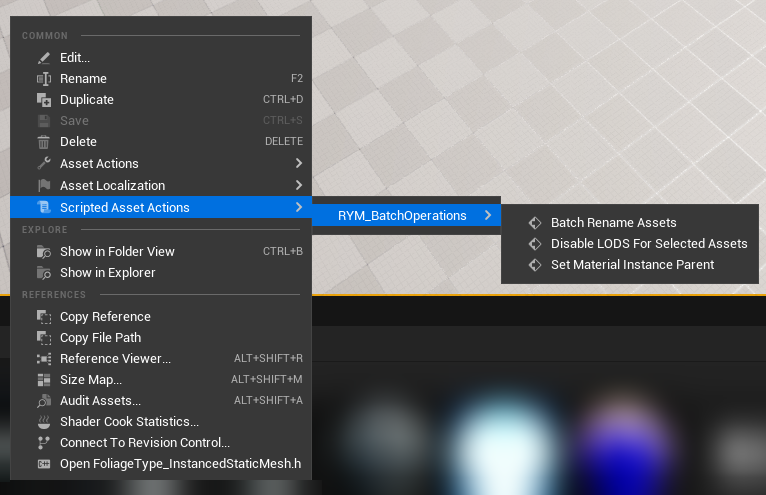 COMMON
Edit...
Rename F2
Duplicate CTRL+D
Save CTRL+S
Delete DELETE
Asset Actions
Asset Localization
Scripted Asset Actions
RYM_BatchOperations
Batch Rename Assets
Disable LODS For Selected Assets
Set Material Instance Parent
EXPLORE
Show in Folder View CTRL+B
Show in Explorer
REFERENCES
Copy Reference
Copy File Path
Reference Viewer... ALT+SHIFT+R
Size Map... ALT+SHIFT+M
Audit Assets... ALT+SHIFT+A
Shader Cook Statistics...
Connect To Revision Control...
Open FoliageType_InstancedStaticMesh.h